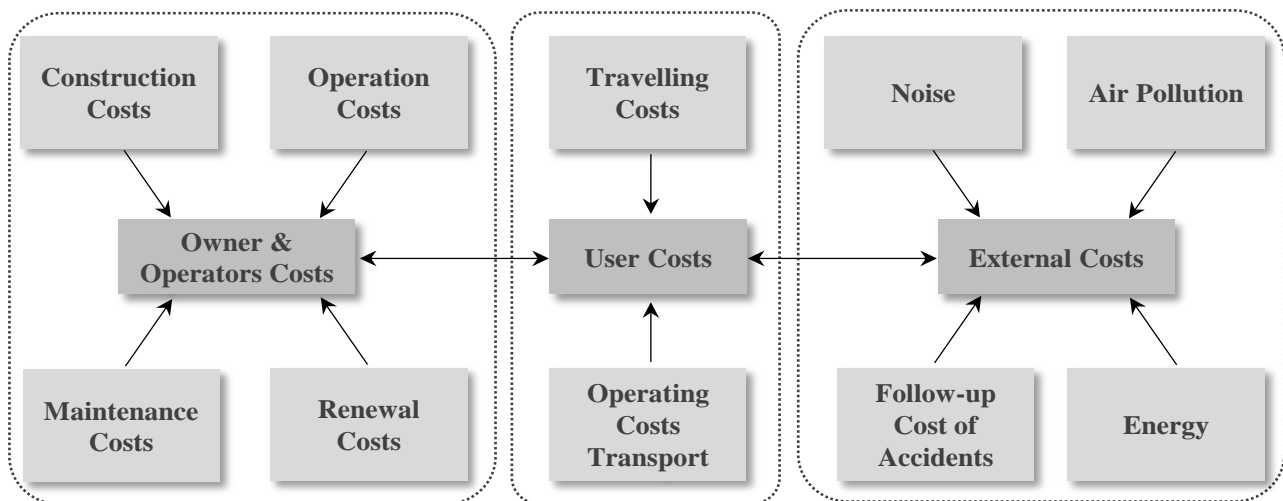 Construction
Costs
Operation
Costs
Travelling
Costs
Noise
Air Pollution
Owner &
Operators Costs
User Costs
External Costs
Maintenance
Costs
Renewal
Costs
Operating
Costs
Transport
Follow-up
Cost of
Accidents
Energy